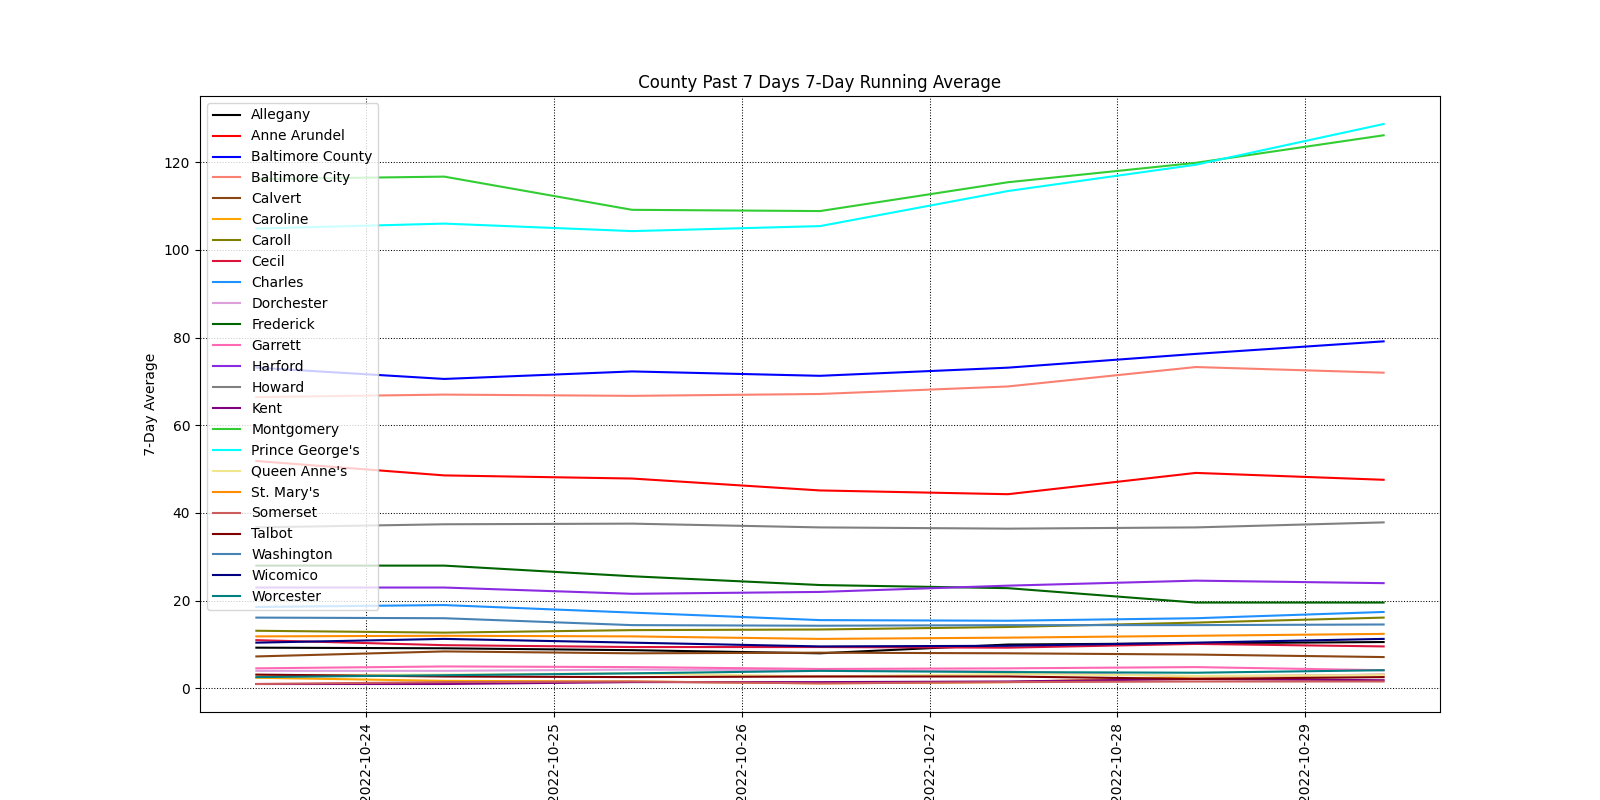 County Past 7 Days 7-Day Running Average
Allegany
Anne Arundel
Baltimore County
Baltimore City
Calvert
Caroline
Caroll
Cecil
Charles
Dorchester
Frederick
Garrett
Harford
Howard
Kent
Montgomery
Prince George's
Queen Anne's
St. Mary's
Somerset
Talbot
Washington
Wicomico
Worcester
7-Day Average
120
100
80
60
40
20
0
2022-10-24
2022-10-25
2022-10-26
2022-10-27
2022-10-28
2022-10-29